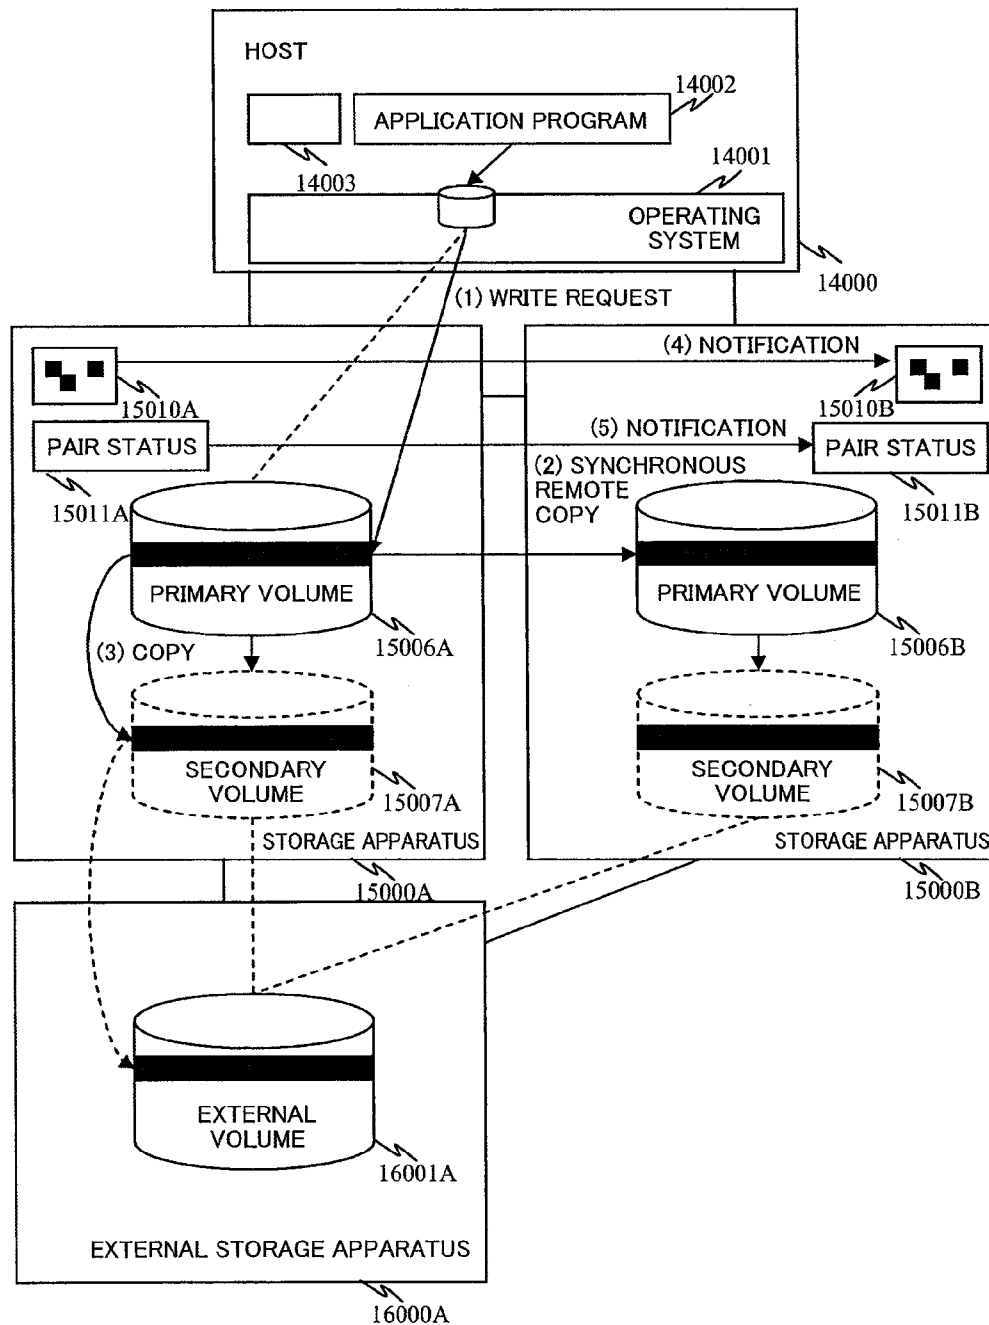 HOST
14002
APPLICATION PROGRAM
14003
14001
OPERATING
SYSTEM
14000
(1) WRITE REQUEST
(4) NOTIFICATION
15010A
15010B
PAIR STATUS
(5) NOTIFICATION
PAIR STATUS
15011A
(2) SYNCHRONOUS
REMOTE
COPY
15011B
PRIMARY VOLUME
PRIMARY VOLUME
15006A
15006B
(3) COPY
SECONDARY
VOLUME
15007A
SECONDARY
VOLUME
15007B
STORAGE APPARATUS
STORAGE APPARATUS
15000A
15000B
EXTERNAL
VOLUME
16001A
EXTERNAL STORAGE APPARATUS
16000A